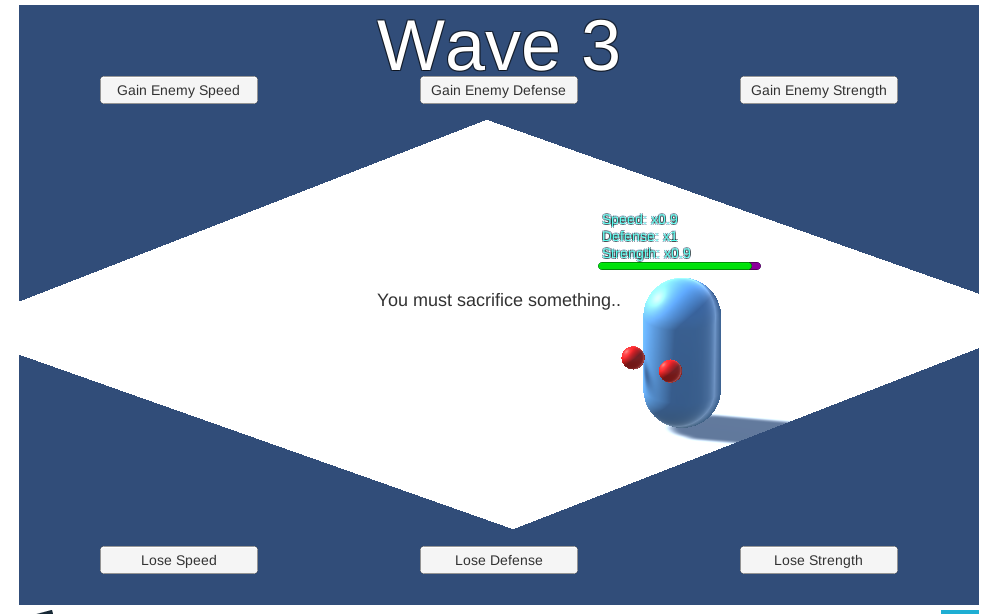 Wave 3
Gain Enemy Speed
Gain Enemy Defense
Gain Enemy Strength
Speed: x0.9
Defense: x1
Strength: x0.9
You must sacrifice something..
Lose Speed
Lose Defense
Lose Strength